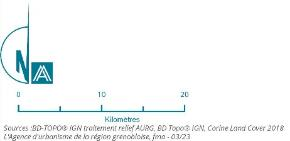 N
0 10 20
Kilomètres
Sources :BD-TOPO® IGN traitement relief AURG, BD Topo® IGN, Corine Land Cover 2018
L'Agence d'urbanisme de la région grenobloise, fma - 03/23